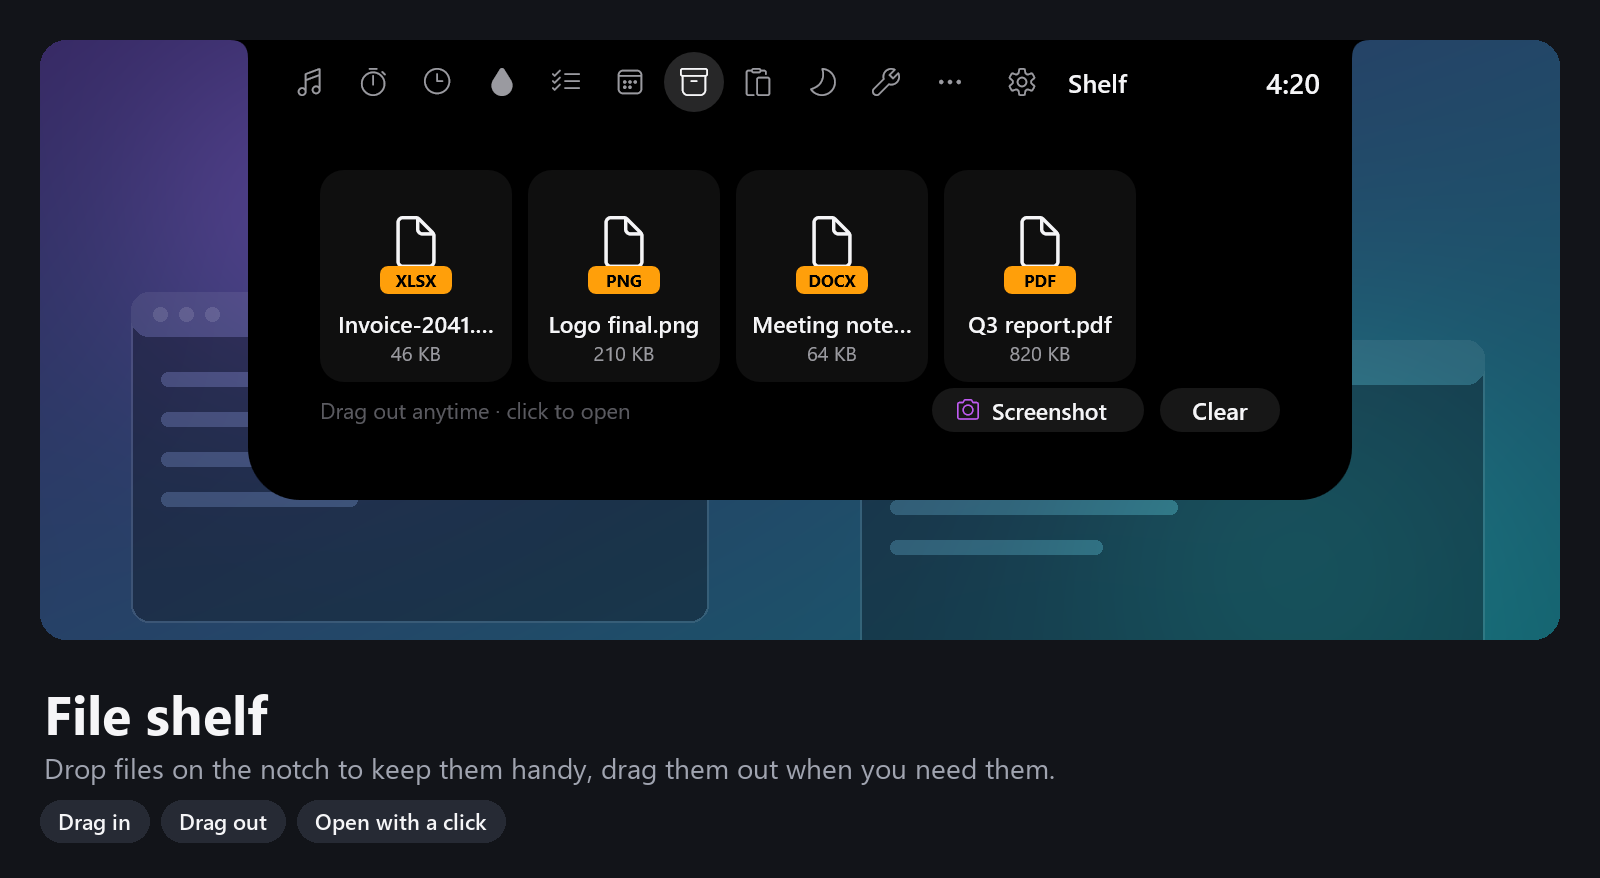 Shelf 4:20
XLSX PNG DOCX PDF
Invoice-2041.... Logo final.png Meeting note... Q3 report.pdf
46 KB 210 KB 64 KB 820 KB
Drag out anytime · click to open Screenshot Clear
File shelf
Drop files on the notch to keep them handy, drag them out when you need them.
Drag in Drag out Open with a click